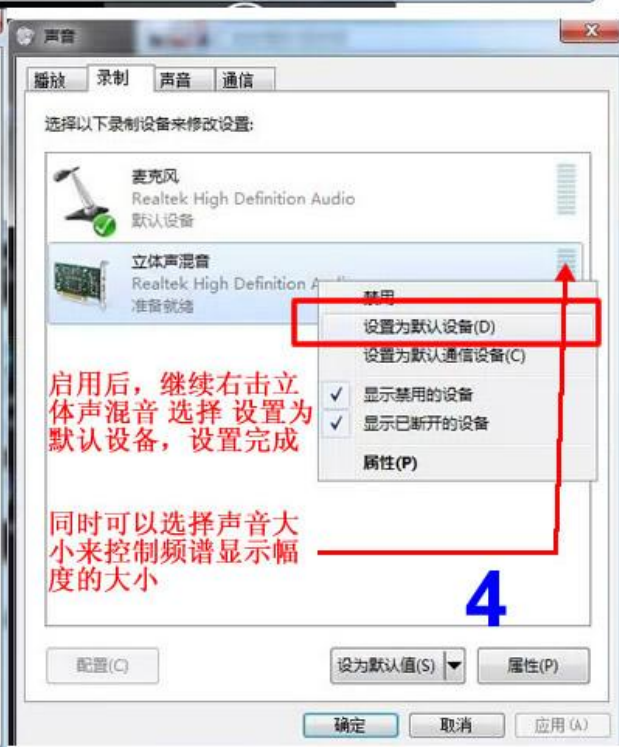 声音
播放 录制 声音 通信
选择以下录制设备来修改设置:
麦克风
Realtek High Definition Audio
默认设备
立体声混音
Realtek High Definition
准备就绪
禁用
设置为默认设备(D)
设置为默认通信设备(C)
显示禁用的设备
显示已断开的设备
属性(P)
启用后，继续右击立
体声混音 选择 设置为
默认设备，设置完成
同时可以选择声音大
小来控制频谱显示幅
度的大小
4
配置(C) 设为默认值(S) 属性(P)
确定 取消 应用(A)